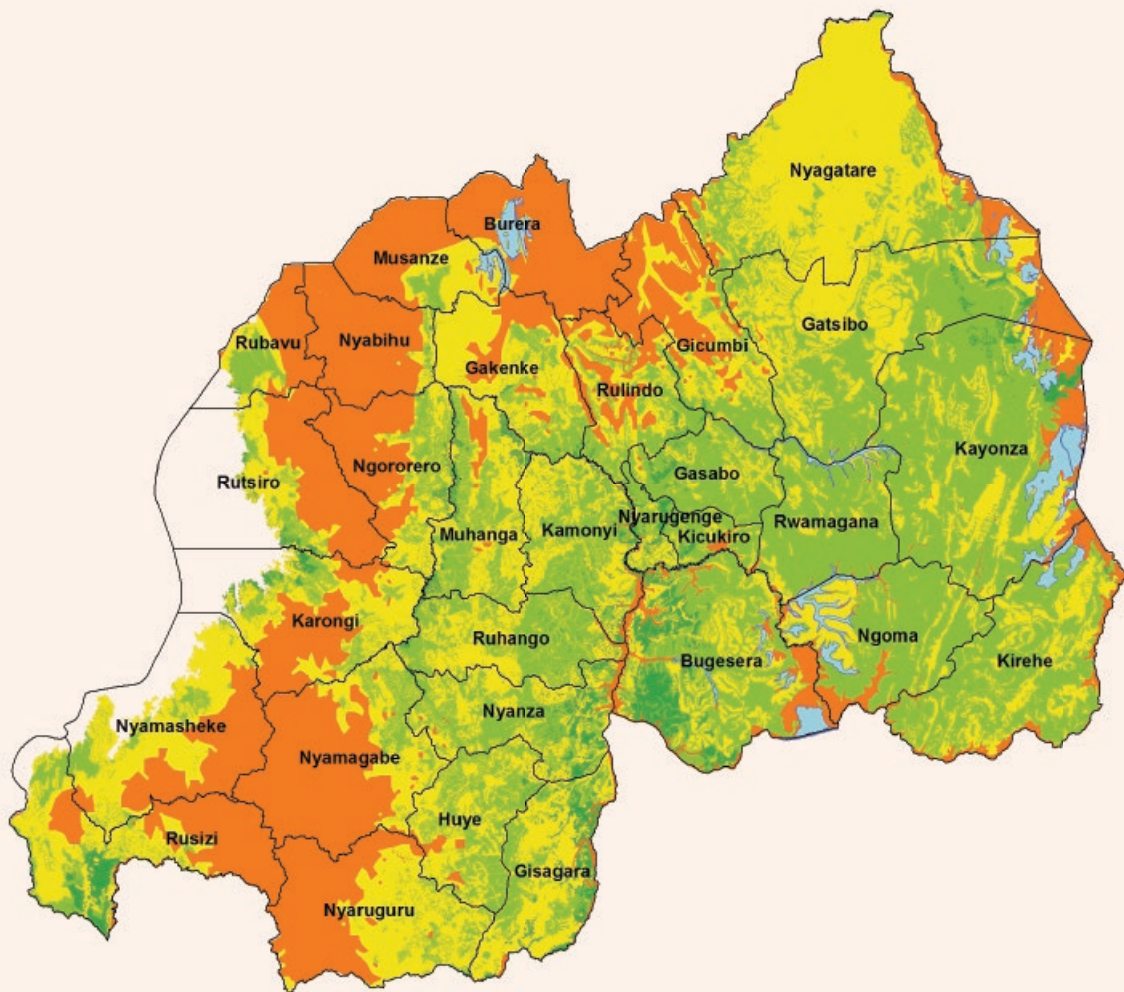 Nyagatare
Burera
Musanze
Gatsibo
Rubavu
Nyabihu
Gicumbi
Gakenke
Rulindo
Kayonza
Ngororero
Gasabo
Rutsiro
Nyarugenge
Rwamagana
Muhanga
Kamonyi
Kicukiro
Karongi
Ruhango
Ngoma
Bugesera
Kirehe
Nyanza
Nyamasheke
Nyamagabe
Huye
Rusizi
Gisagara
Nyaruguru